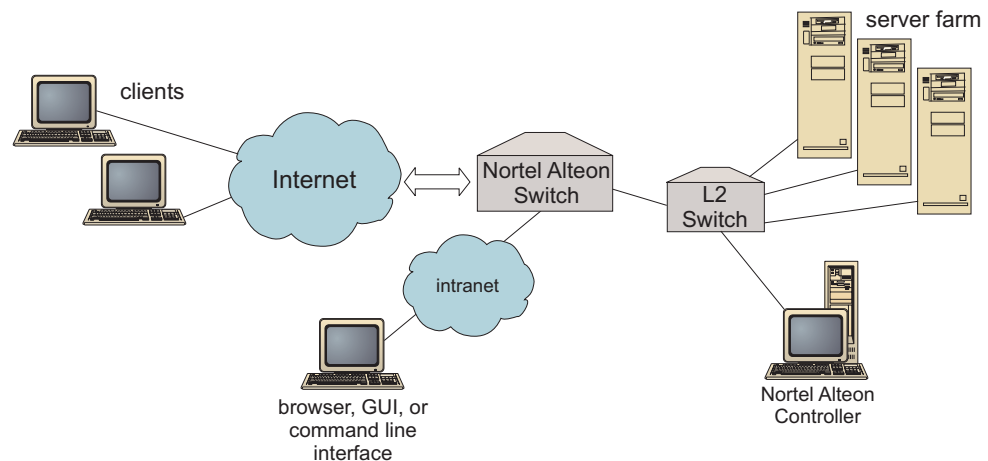 server farm
clients
Internet
Nortel Alteon
Switch
L2
Switch
intranet
browser, GUI, or
command line
interface
Nortel Alteon
Controller